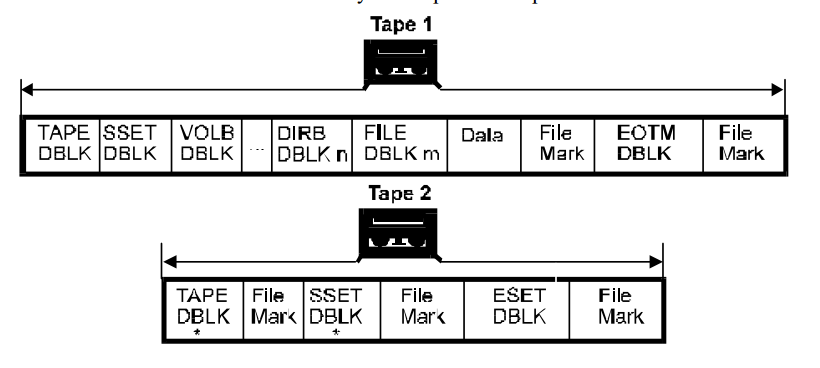 Tape 1
TAPE SSET VOLB DIRB FILE Data File EOTM File
DBLK DBLK DBLK ... DBLK n DBLK m Mark DBLK Mark
Tape 2
TAPE File SSET File ESET File
DBLK Mark DBLK Mark DBLK Mark
* *